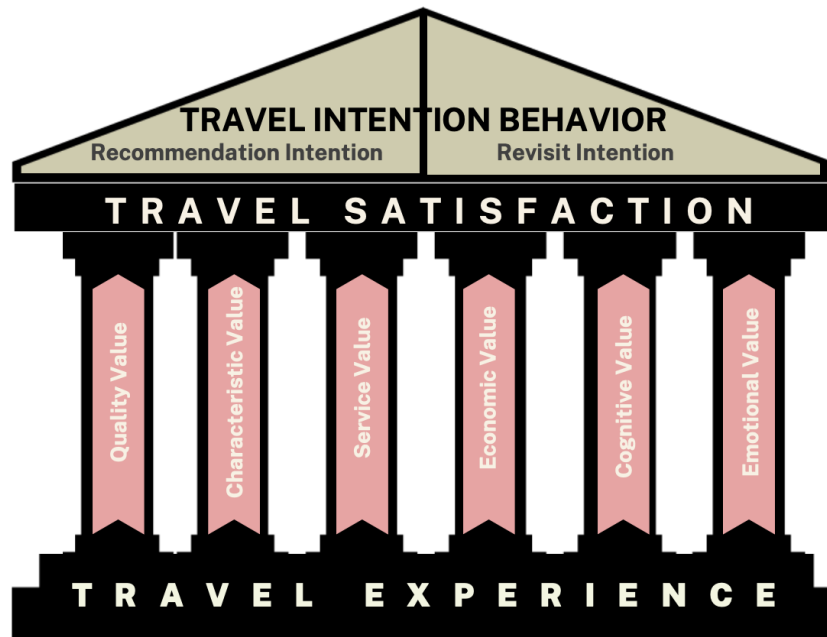 TRAVEL INTENTION BEHAVIOR
Recommendation Intention
Revisit Intention
TRAVEL SATISFACTION
Quality Value
Characteristic Value
Service Value
Economic Value
Cognitive Value
Emotional Value
TRAVEL EXPERIENCE